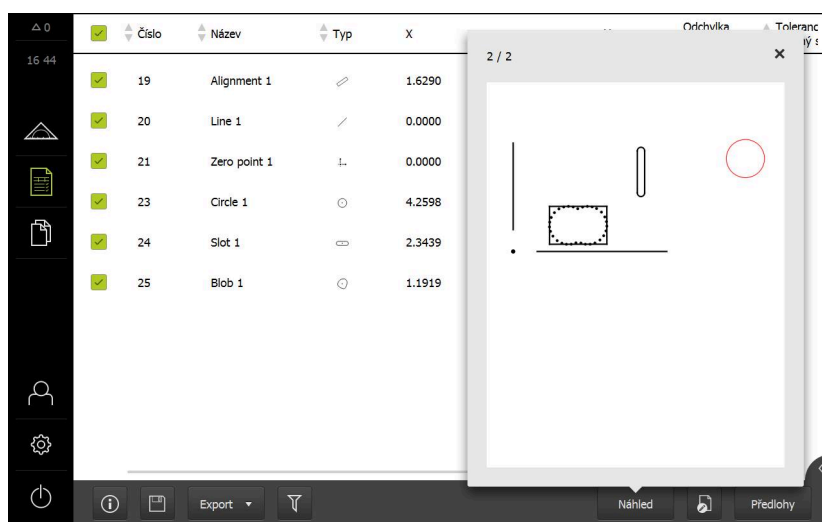 0
16 44
Číslo Název Typ X Odchylka Toleranc
19 Alignment 1 1.6290
20 Line 1 0.0000
21 Zero point 1 0.0000
23 Circle 1 4.2598
24 Slot 1 2.3439
25 Blob 1 1.1919
2 / 2
Export Náhled Předlohy